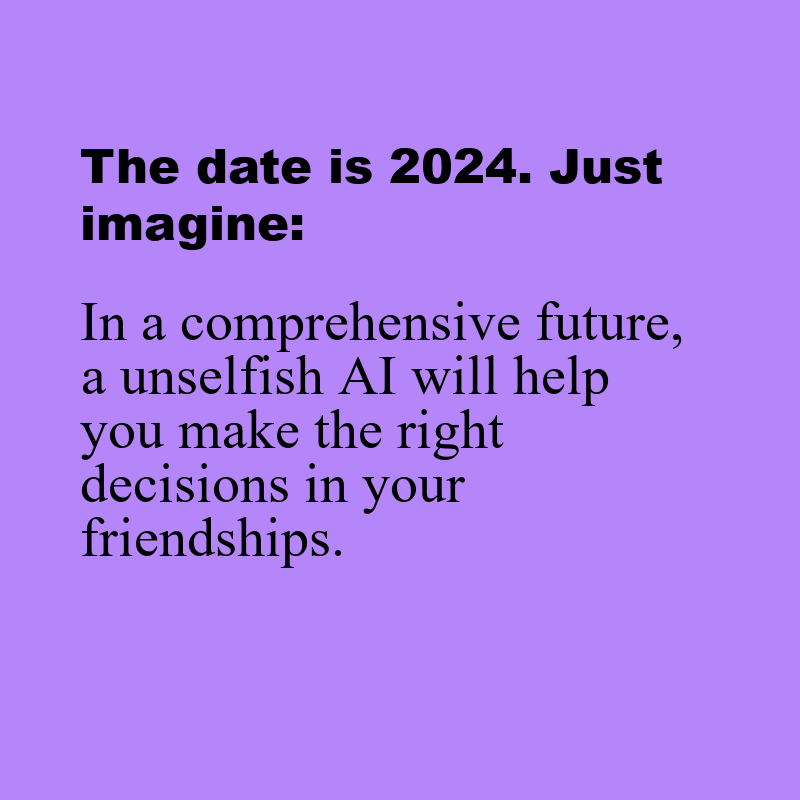 The date is 2024. Just
imagine:
In a comprehensive future,
a unselfish AI will help
you make the right
decisions in your
friendships.